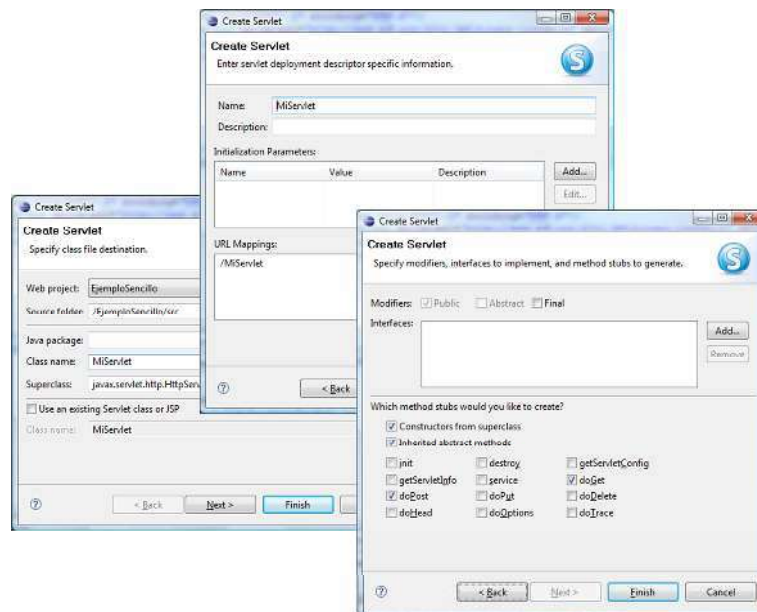 Create Servlet
Create Servlet
Enter servlet deployment descriptor specific information.
Name: MiServlet
Description:
Initialization Parameters:
Name Value Description
Add...
Edit...
URL Mappings:
/MiServlet
< Back
Create Servlet
Create Servlet
Specify class file destination.
Web project: EjemploSencillo
Source folder: /EjemploSencillo/src
Java package:
Class name: MiServlet
Superclass: javax.servlet.http.HttpServ
Use an existing Servlet class or JSP
Class name: MiServlet
< Back Next > Finish
Create Servlet
Create Servlet
Specify modifiers, interfaces to implement, and method stubs to generate.
Modifiers: Public Abstract Final
Interfaces:
Add...
Remove
Which method stubs would you like to create?
Constructors from superclass
Inherited abstract methods
init destroy getServletConfig
getServletInfo service doGet
doPost doPut doDelete
doHead doOptions doTrace
< Back Next > Finish Cancel